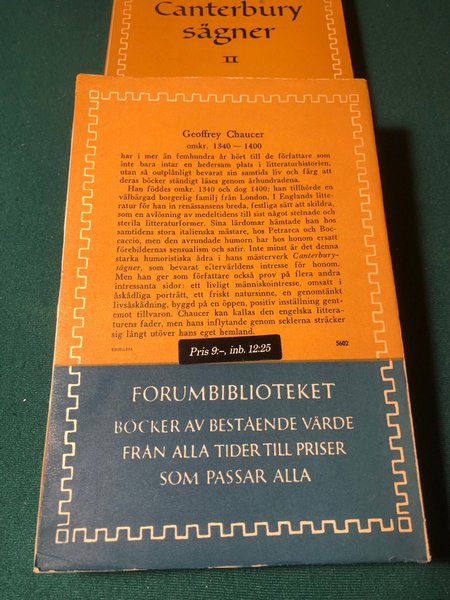 Canterbury
sägner
II
Geoffrey Chaucer
omkr. 1340 — 1400
har i mer än femhundra år hört till de författare som
inte bara intar en hedersam plats i litteraturhistorien,
utan så outplånligt bevarat sin samtids liv och färg att
deras böcker ständigt läses genom århundradena.
Han föddes omkr. 1340 och dog 1400; han tillhörde en
välbärgad borgerlig familj från London. I Englands litte-
ratur för han in renässansens breda, festliga sätt att skildra,
som en avlösning av medeltidens till sist något stelnade och
sterila litteraturformer. Sina lärdomar hämtade han hos
samtidens stora italienska mästare, hos Petrarca och Boc-
caccio, men den avrundade humorn har hos honom ersatt
förebildernas sensualism och satir. Inte minst är det denna
starka humoristiska ådra i hans mästerverk Canterbury-
sägner, som bevarat eftervärldens intresse för honom.
Men han ger som författare också prov på flera andra
intressanta sidor: ett livligt människointresse, omsatt i
åskådliga porträtt, ett friskt natursinne, en genomtänkt
livsåskådning, byggd på en öppen, positiv inställning gent-
emot tillvaron. Chaucer kan kallas den engelska littera-
turens fader, men hans inflytande genom seklerna sträcker
sig långt utöver hans eget hemland.
Pris 9:–, inb. 12:25
5602
FORUMBIBLIOTEKET
BÖCKER AV BESTÅENDE VÄRDE
FRÅN ALLA TIDER TILL PRISER
SOM PASSAR ALLA